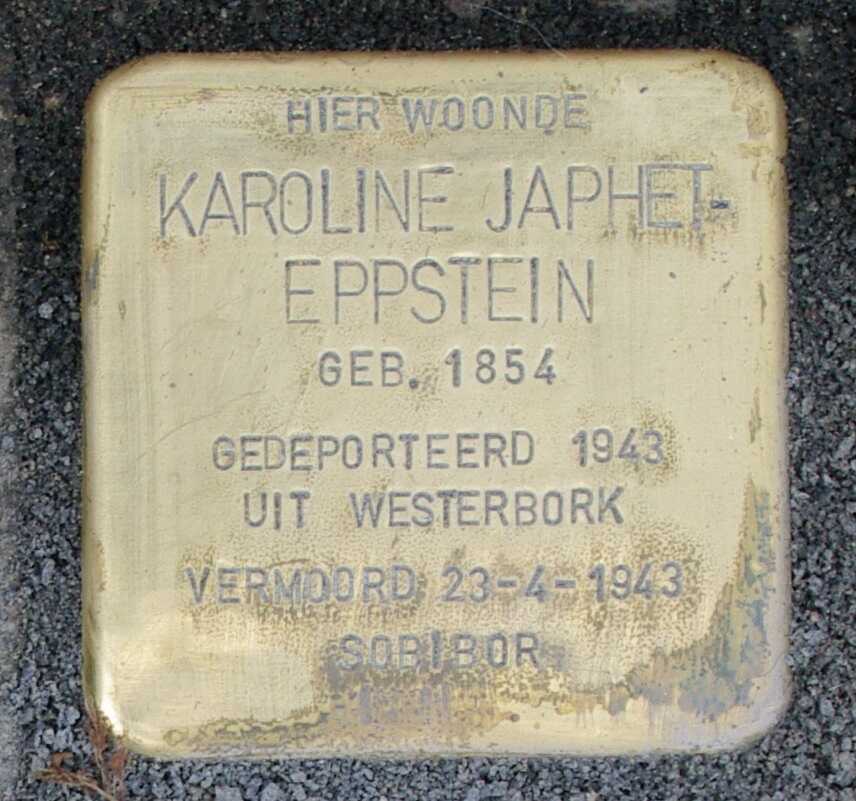 HIER WOONDE
KAROLINE JAPHET-
EPPSTEIN
GEB. 1854
GEDEPORTEERD 1943
UIT WESTERBORK
VERMOORD 23-4-1943
SOBIBOR